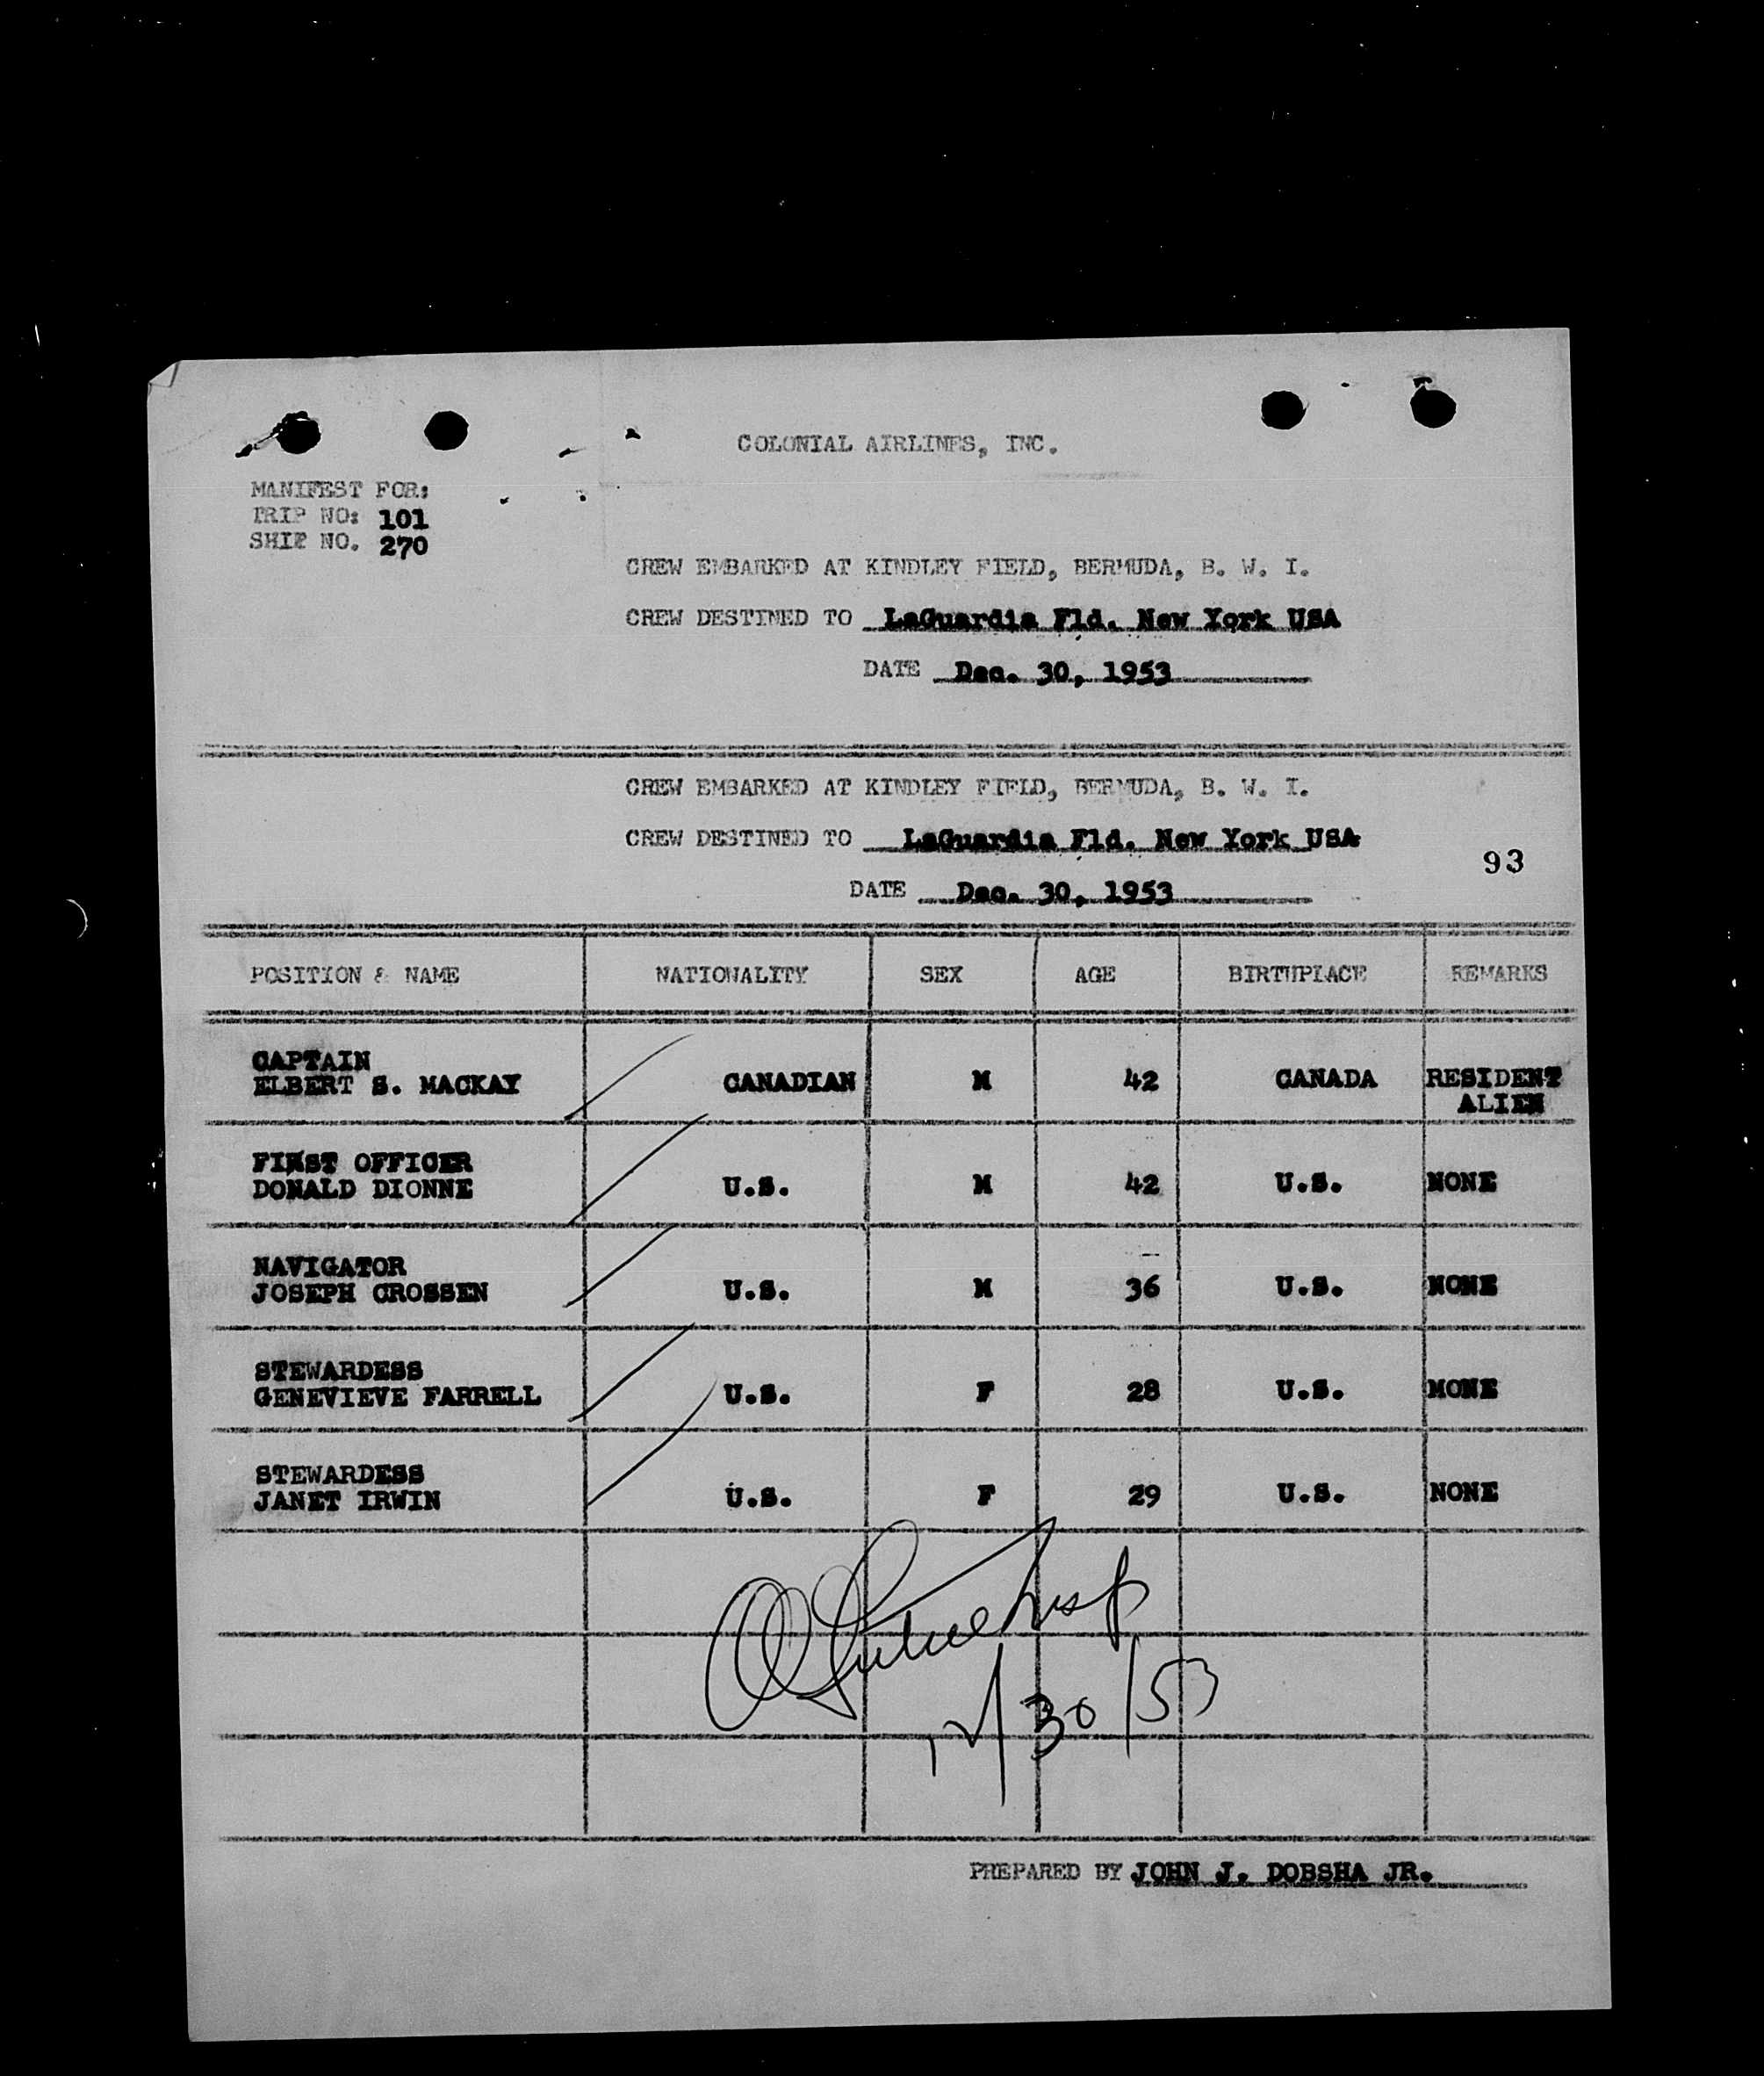 COLONIAL AIRLINES, INC.
MANIFEST FOR:
TRIP NO: 101
SHIP NO. 270
CREW EMBARKED AT KINDLEY FIELD, BERMUDA, B. W. I.
CREW DESTINED TO LaGuardia Fld. New York USA
DATE Dec. 30, 1953
CREW EMBARKED AT KINDLEY FIELD, BERMUDA, B. W. I.
CREW DESTINED TO LaGuardia Fld. New York USA
93
DATE Dec. 30, 1953
POSITION & NAME NATIONALITY SEX AGE BIRTHPLACE REMARKS
CAPTAIN
ELBERT S. MACKAY CANADIAN M 42 CANADA RESIDENT
ALIEN
FIRST OFFICER
DONALD DIONNE U.S. M 42 U.S. NONE
NAVIGATOR
JOSEPH CROSSEN U.S. M 36 U.S. NONE
STEWARDESS
GENEVIEVE FARRELL U.S. F 28 U.S. NONE
STEWARDESS
JANET IRWIN U.S. F 29 U.S. NONE
Insp
12/30/53
PREPARED BY JOHN J. DOBSHA JR.